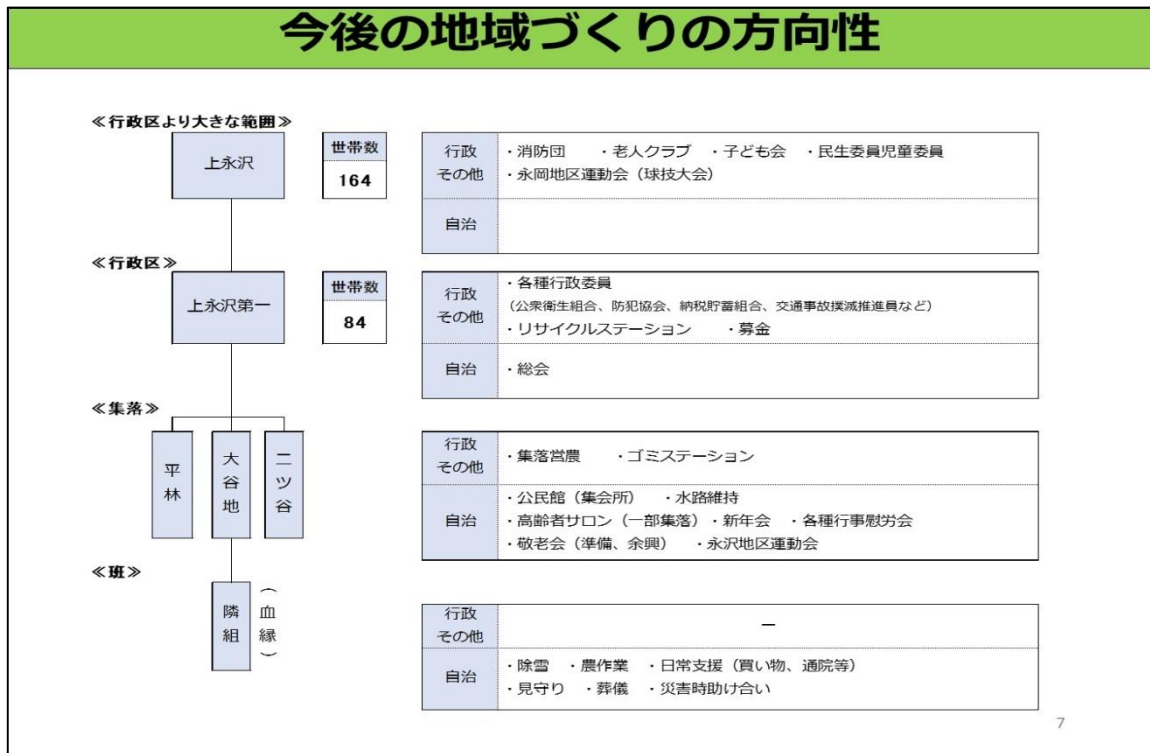 今後の地域づくりの方向性
≪行政区より大きな範囲≫
上永沢
世帯数
164
行政
その他
・消防団 ・老人クラブ ・子ども会 ・民生委員児童委員
・永岡地区運動会（球技大会）
自治
≪行政区≫
上永沢第一
世帯数
84
行政
その他
・各種行政委員
（公衆衛生組合、防犯協会、納税貯蓄組合、交通事故撲滅推進員など）
・リサイクルステーション ・募金
自治
・総会
≪集落≫
平林
大谷地
二ツ谷
行政
その他
・集落営農 ・ゴミステーション
自治
・公民館（集会所） ・水路維持
・高齢者サロン（一部集落） ・新年会 ・各種行事慰労会
・敬老会（準備、余興） ・永沢地区運動会
≪班≫
隣組
（血縁）
行政
その他
－
自治
・除雪 ・農作業 ・日常支援（買い物、通院等）
・見守り ・葬儀 ・災害時助け合い
7